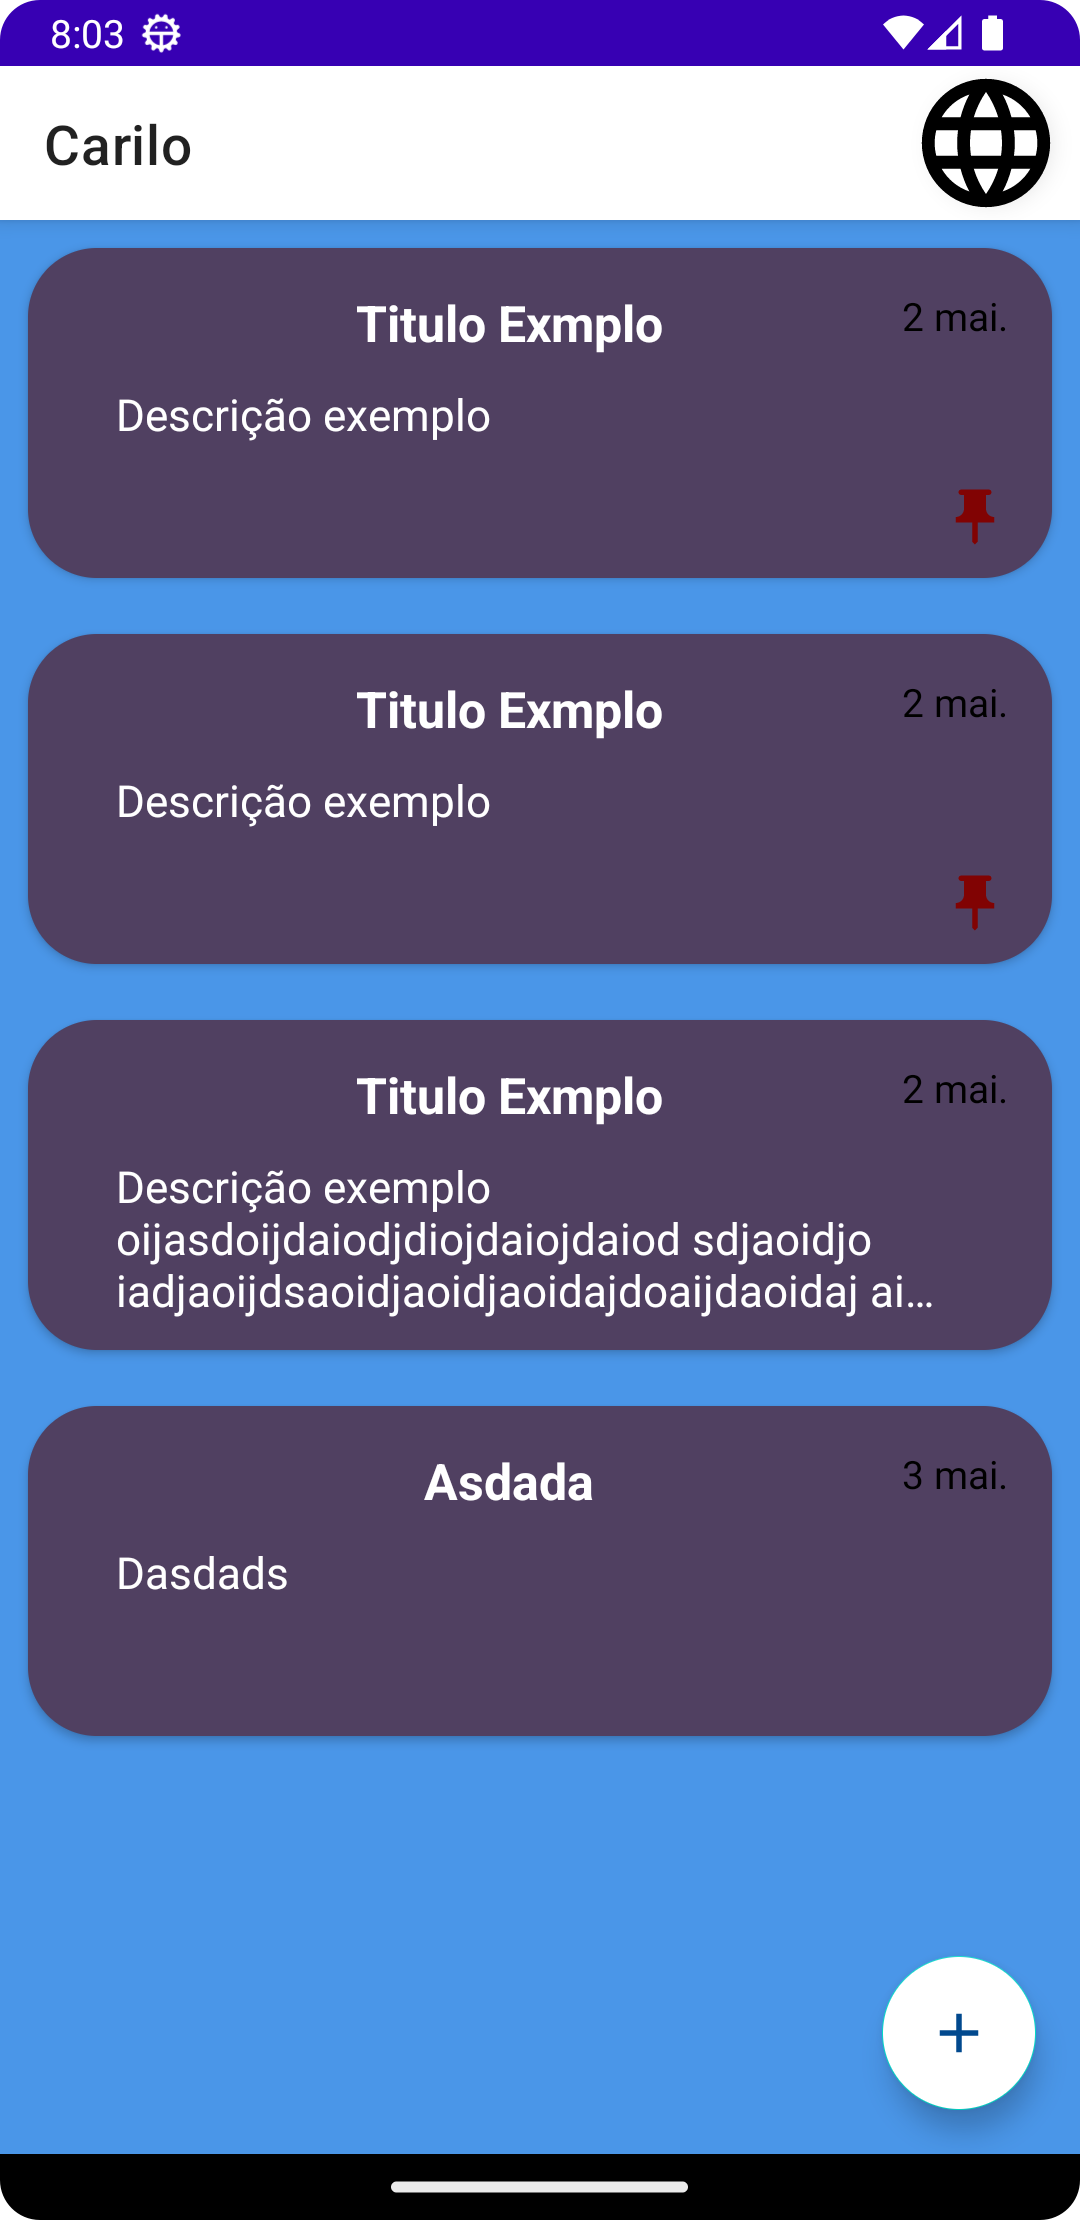 8:03
Carilo
Titulo Exmplo
2 mai.
Descrição exemplo
Titulo Exmplo
2 mai.
Descrição exemplo
Titulo Exmplo
2 mai.
Descrição exemplo
oijasdoijdaiodjdiojdaiojdaiod sdjaoidjo
iadjaoijdsaoidjaoidjaoidajdoaijdaoidaj ai…
Asdada
3 mai.
Dasdads